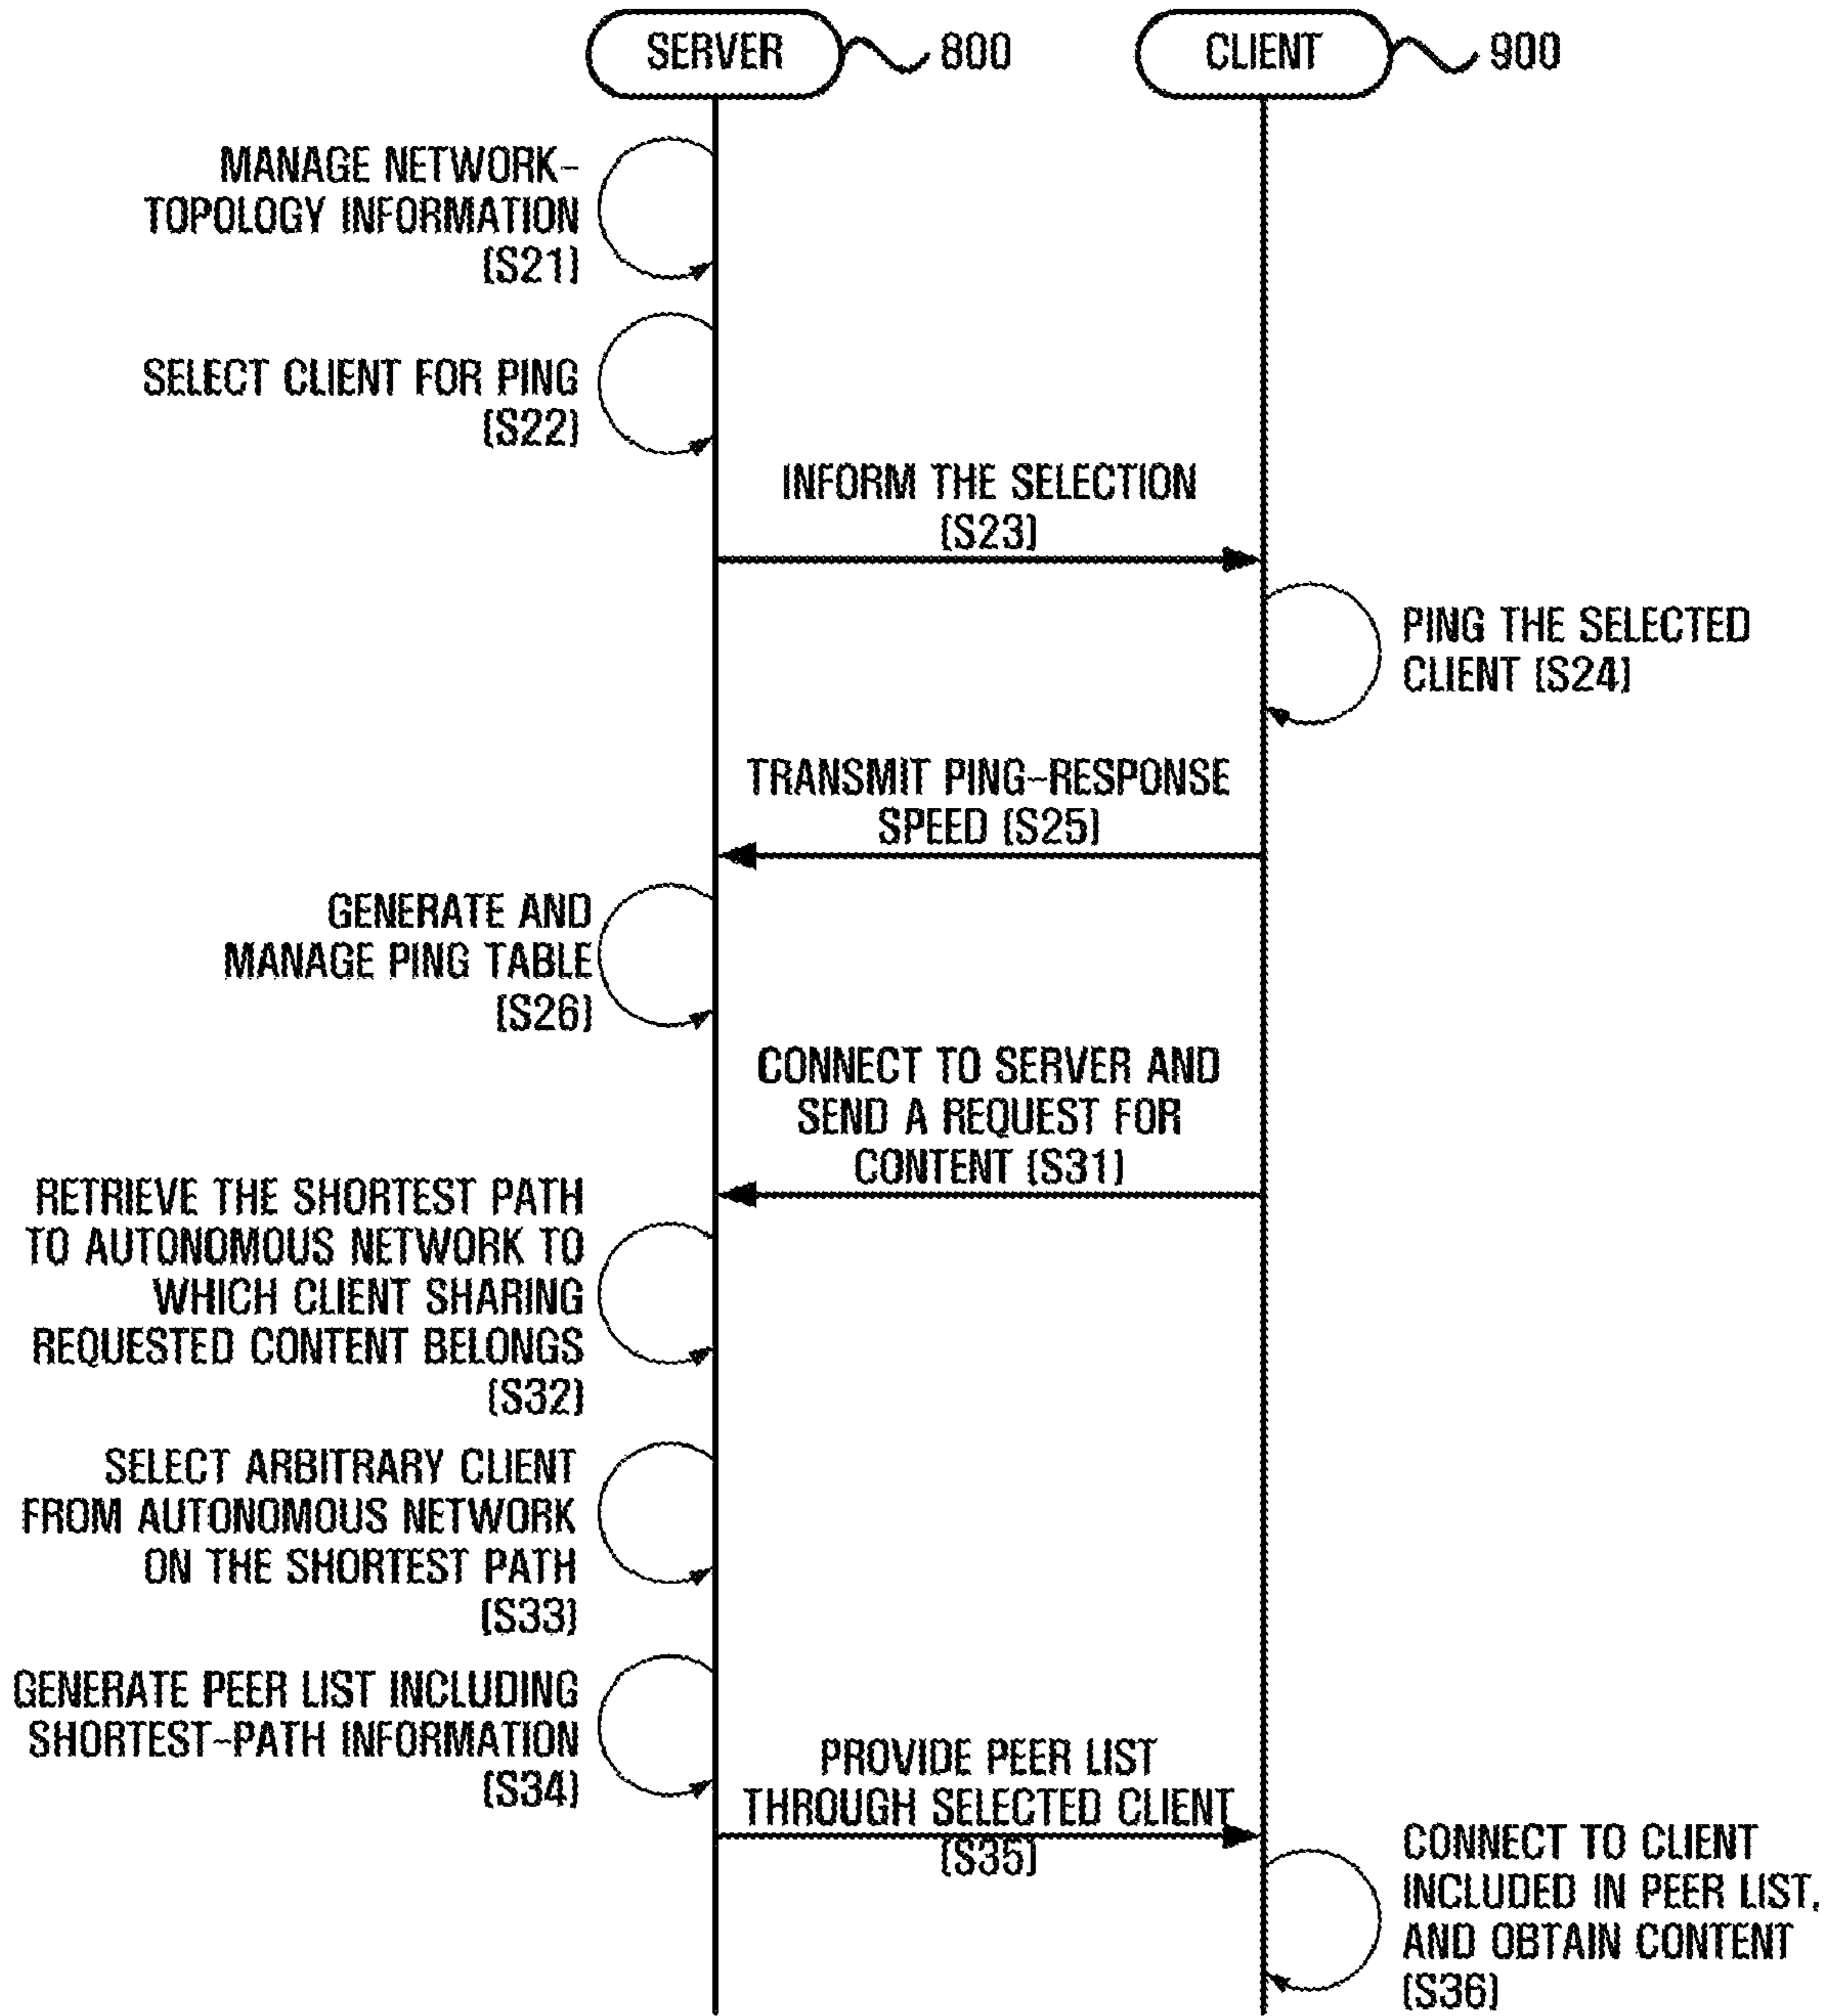 SERVER
800
CLIENT
900
MANAGE NETWORK-
TOPOLOGY INFORMATION
(S21)
SELECT CLIENT FOR PING
(S22)
INFORM THE SELECTION
(S23)
PING THE SELECTED
CLIENT (S24)
TRANSMIT PING-RESPONSE
SPEED (S25)
GENERATE AND
MANAGE PING TABLE
(S26)
CONNECT TO SERVER AND
SEND A REQUEST FOR
CONTENT (S31)
RETRIEVE THE SHORTEST PATH
TO AUTONOMOUS NETWORK TO
WHICH CLIENT SHARING
REQUESTED CONTENT BELONGS
(S32)
SELECT ARBITRARY CLIENT
FROM AUTONOMOUS NETWORK
ON THE SHORTEST PATH
(S33)
GENERATE PEER LIST INCLUDING
SHORTEST-PATH INFORMATION
(S34)
PROVIDE PEER LIST
THROUGH SELECTED CLIENT
(S35)
CONNECT TO CLIENT
INCLUDED IN PEER LIST,
AND OBTAIN CONTENT
(S36)